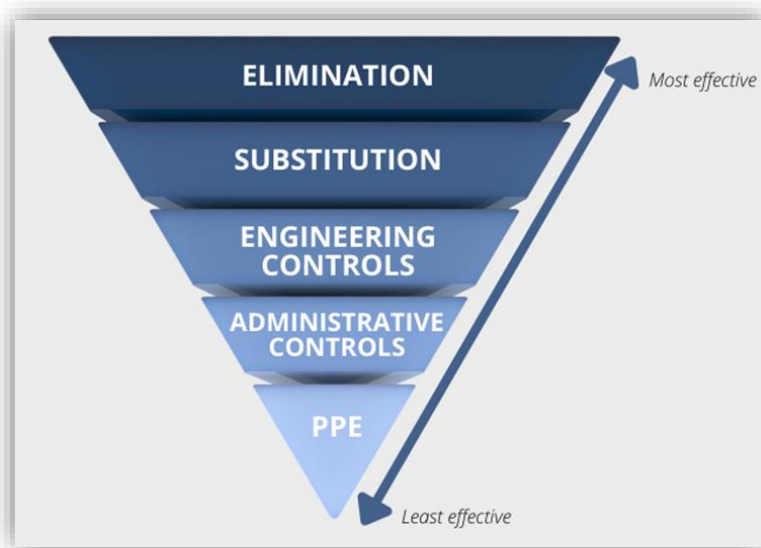 ELIMINATION
Most effective
SUBSTITUTION
ENGINEERING
CONTROLS
ADMINISTRATIVE
CONTROLS
PPE
Least effective